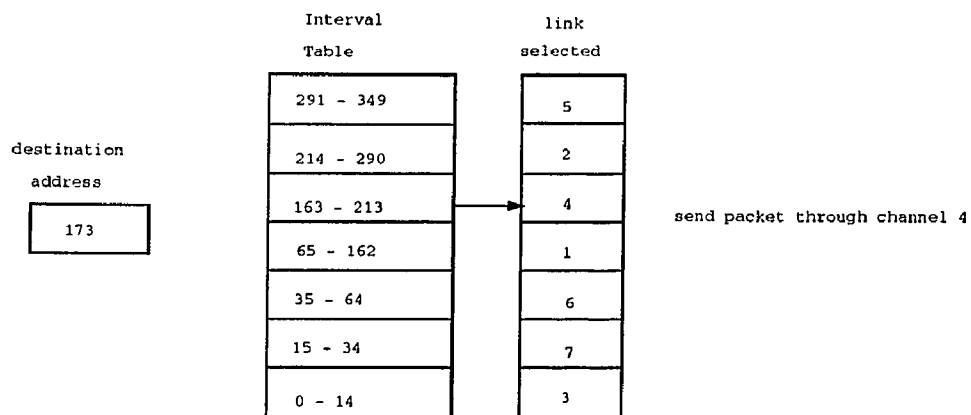 Interval
Table
link
selected
destination
address
173
291 - 349
5
214 - 290
2
163 - 213
4
send packet through channel 4
65 - 162
1
35 - 64
6
15 - 34
7
0 - 14
3